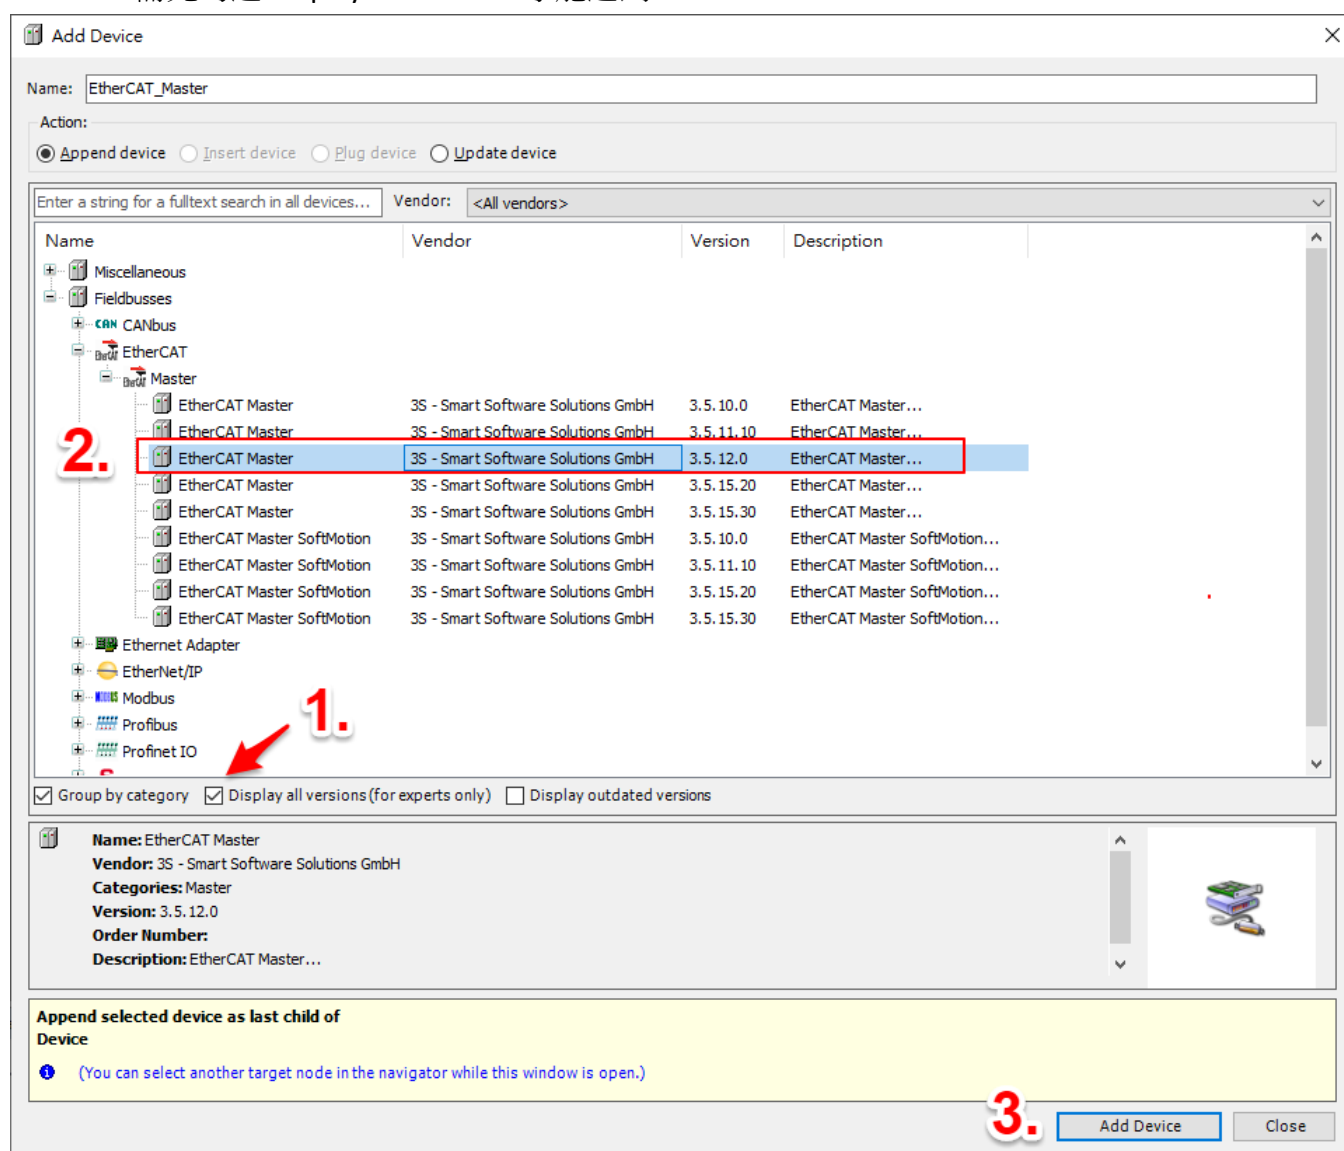 Add Device
Name: EtherCAT_Master
Action:
Append device Insert device Plug device Update device
Enter a string for a fulltext search in all devices... Vendor: <All vendors>
Name Vendor Version Description
Miscellaneous
Fieldbusses
CAN CANbus
EtherCAT
Master
EtherCAT Master 3S - Smart Software Solutions GmbH 3.5.10.0 EtherCAT Master...
EtherCAT Master 3S - Smart Software Solutions GmbH 3.5.11.10 EtherCAT Master...
2. EtherCAT Master 3S - Smart Software Solutions GmbH 3.5.12.0 EtherCAT Master...
EtherCAT Master 3S - Smart Software Solutions GmbH 3.5.15.20 EtherCAT Master...
EtherCAT Master 3S - Smart Software Solutions GmbH 3.5.15.30 EtherCAT Master...
EtherCAT Master SoftMotion 3S - Smart Software Solutions GmbH 3.5.10.0 EtherCAT Master SoftMotion...
EtherCAT Master SoftMotion 3S - Smart Software Solutions GmbH 3.5.11.10 EtherCAT Master SoftMotion...
EtherCAT Master SoftMotion 3S - Smart Software Solutions GmbH 3.5.15.20 EtherCAT Master SoftMotion...
EtherCAT Master SoftMotion 3S - Smart Software Solutions GmbH 3.5.15.30 EtherCAT Master SoftMotion...
Ethernet Adapter
EtherNet/IP
MODBUS Modbus
1.
Profibus
Profinet IO
Group by category Display all versions (for experts only) Display outdated versions
Name: EtherCAT Master
Vendor: 3S - Smart Software Solutions GmbH
Categories: Master
Version: 3.5.12.0
Order Number:
Description: EtherCAT Master...
Append selected device as last child of
Device
(You can select another target node in the navigator while this window is open.)
3. Add Device Close